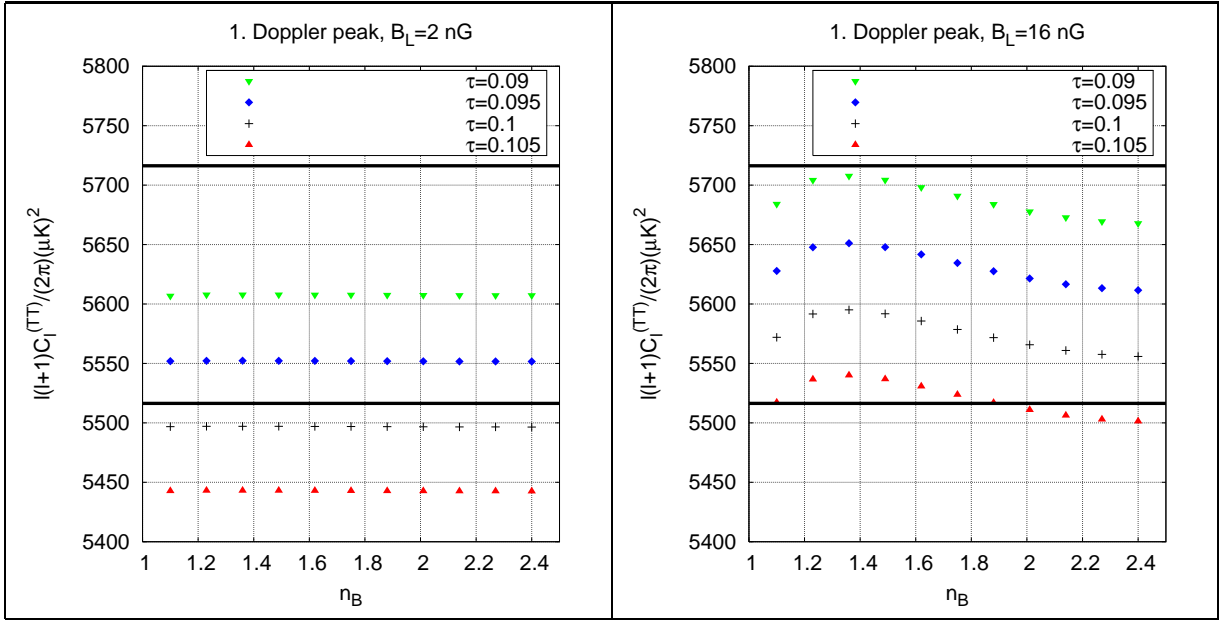 1. Doppler peak, B_L=2 nG
τ=0.09
τ=0.095
τ=0.1
τ=0.105
l(l+1)C_l^(TT)/(2π)(μK)^2
5800
5750
5700
5650
5600
5550
5500
5450
5400
1 1.2 1.4 1.6 1.8 2 2.2 2.4
n_B
1. Doppler peak, B_L=16 nG
τ=0.09
τ=0.095
τ=0.1
τ=0.105
l(l+1)C_l^(TT)/(2π)(μK)^2
5800
5750
5700
5650
5600
5550
5500
5450
5400
1 1.2 1.4 1.6 1.8 2 2.2 2.4
n_B